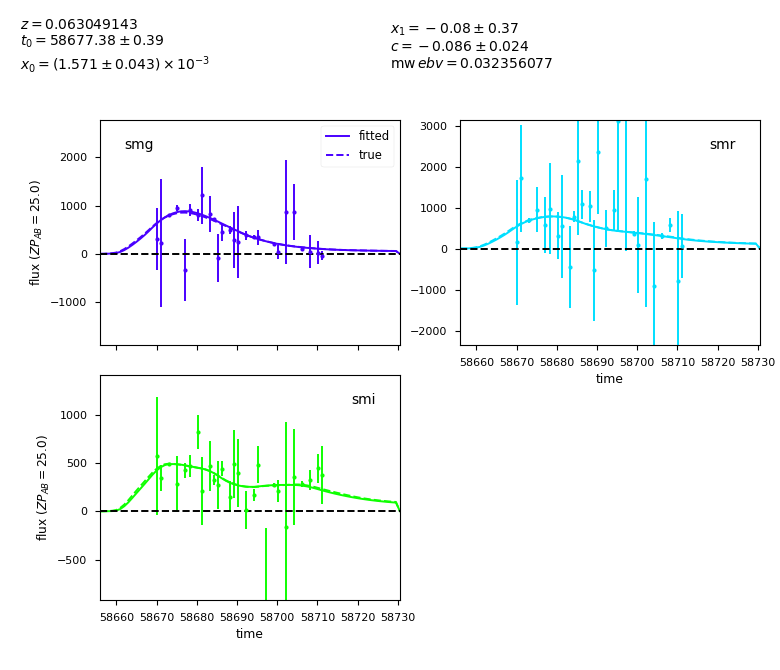 z = 0.063049143
t₀ = 58677.38 ± 0.39
x₀ = (1.571 ± 0.043) × 10⁻³
x₁ = −0.08 ± 0.37
c = −0.086 ± 0.024
mw ebv = 0.032356077
smg
fitted
true
2000
1000
0
−1000
flux (ZP_AB = 25.0)
smr
3000
2000
1000
0
−1000
−2000
58660 58670 58680 58690 58700 58710 58720 58730
time
smi
1000
500
0
−500
flux (ZP_AB = 25.0)
58660 58670 58680 58690 58700 58710 58720 58730
time